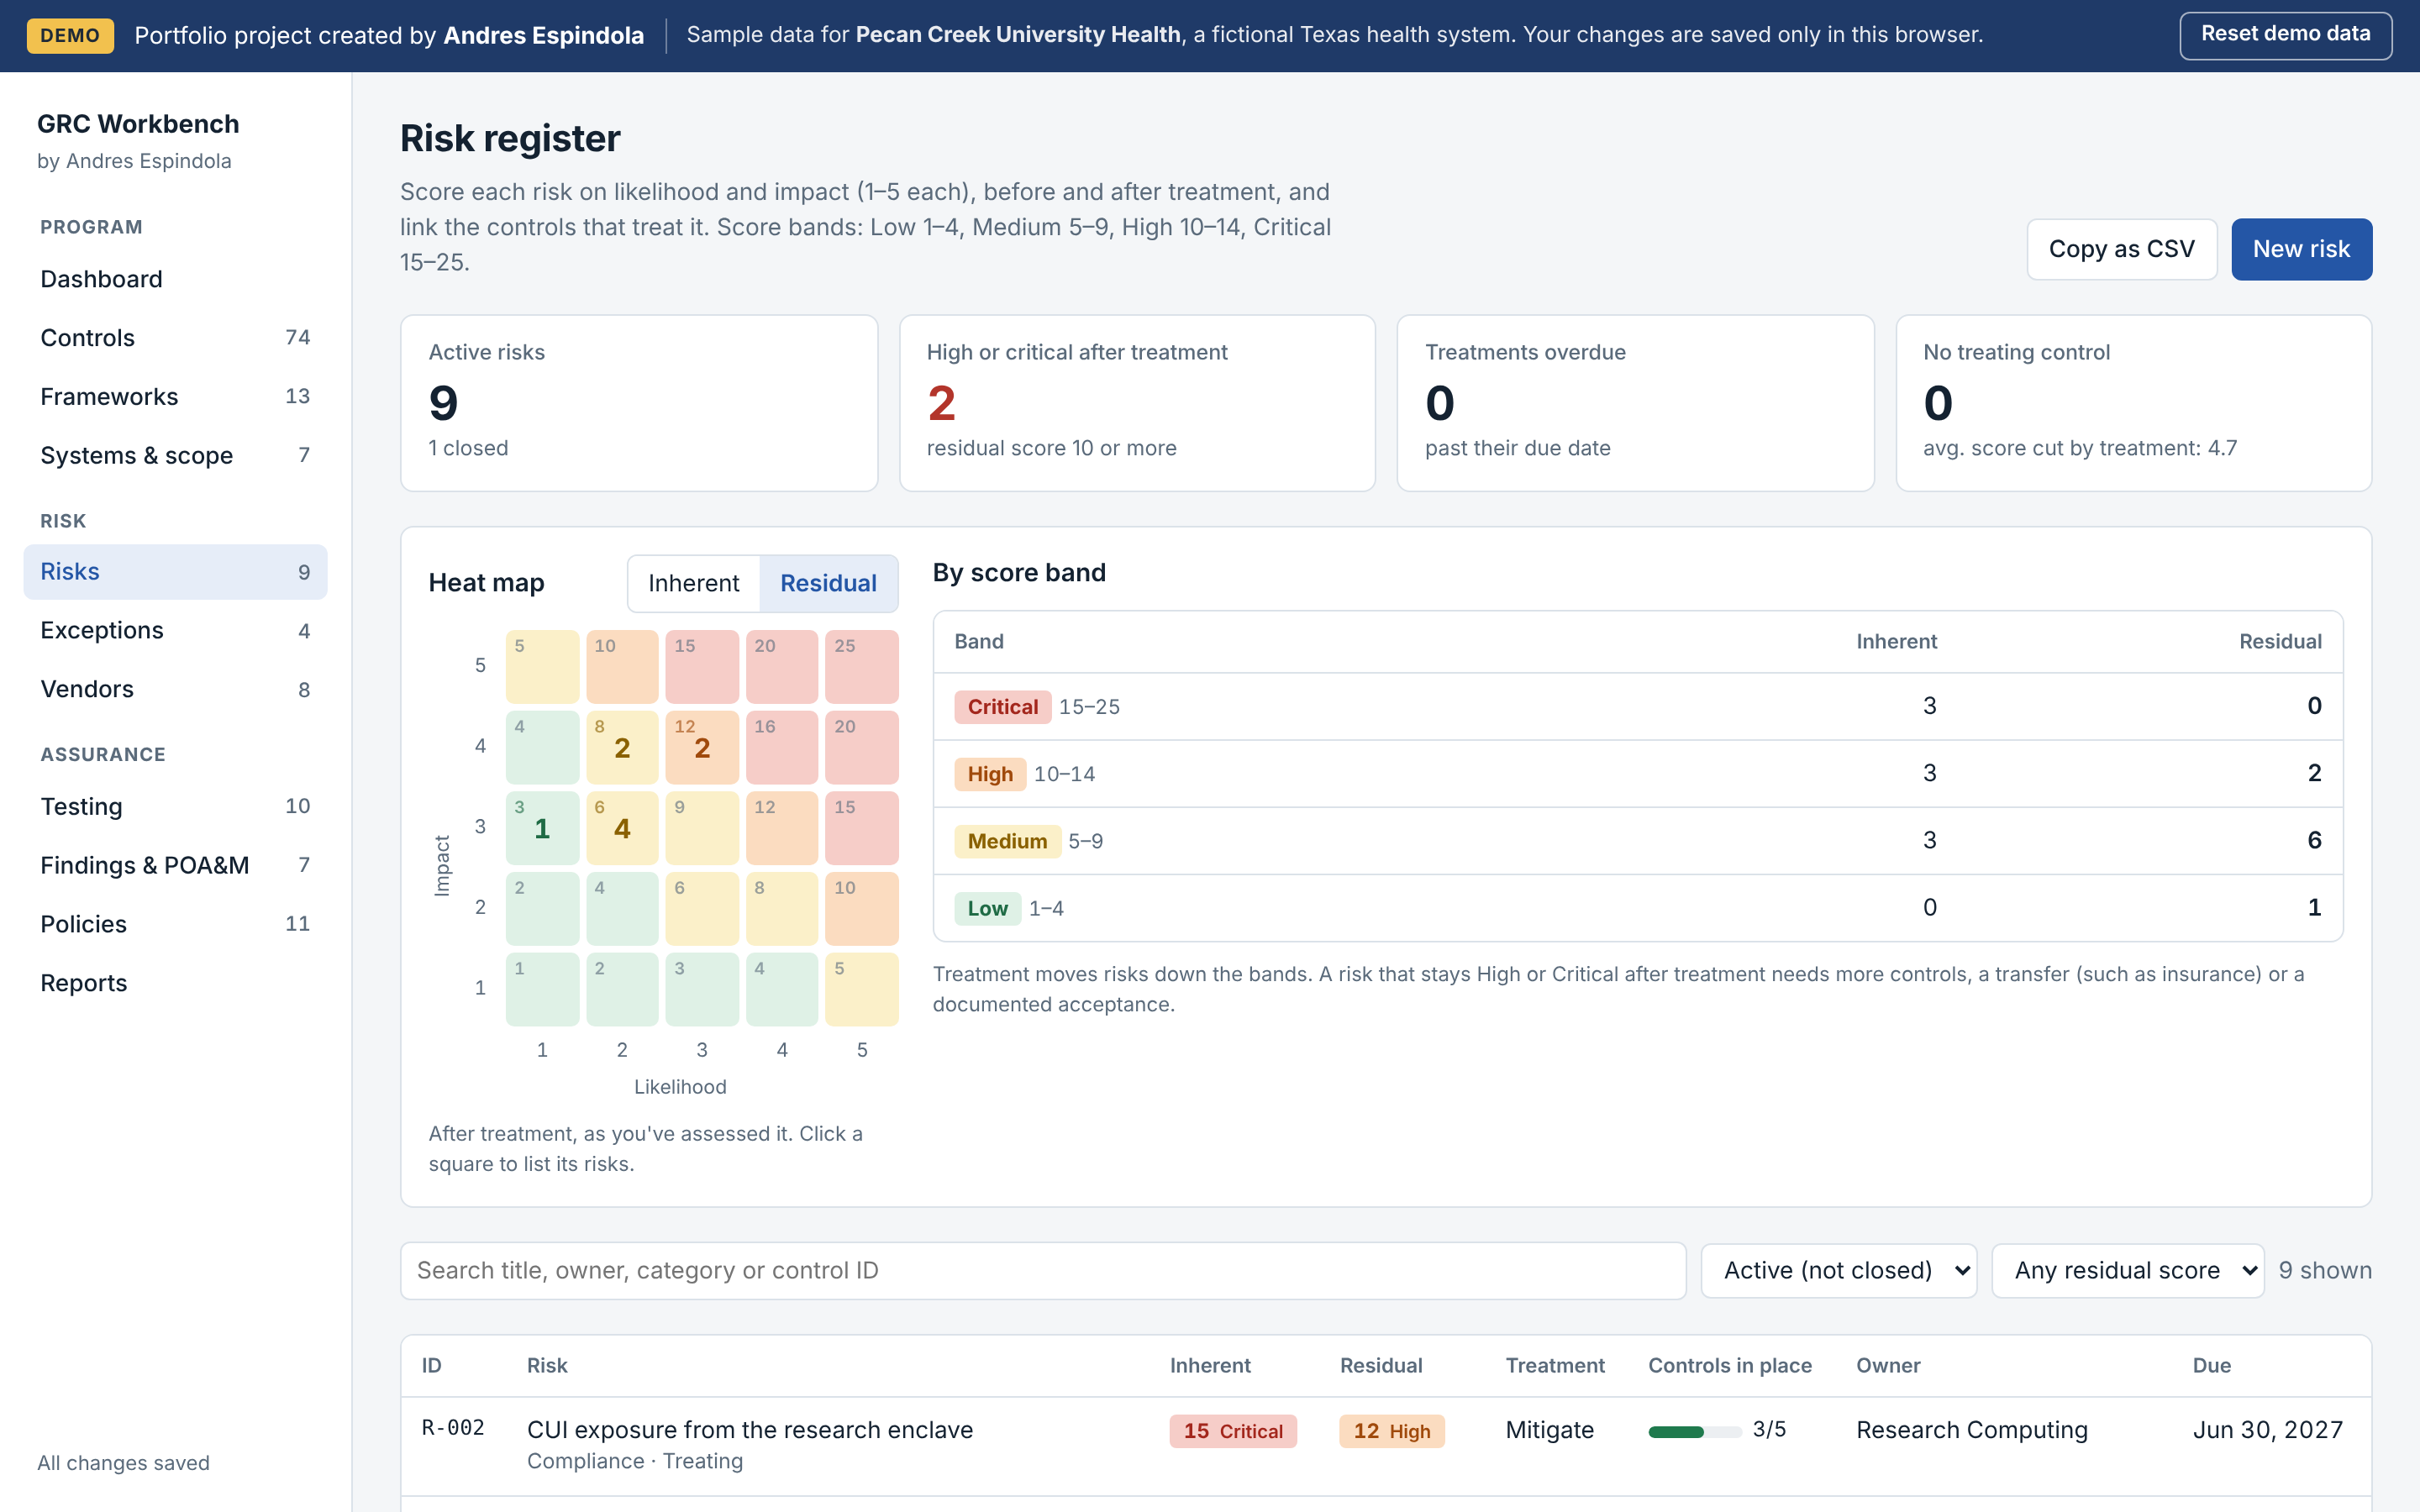 DEMO Portfolio project created by Andres Espindola Sample data for Pecan Creek University Health, a fictional Texas health system. Your changes are saved only in this browser. Reset demo data
GRC Workbench
by Andres Espindola
PROGRAM
Dashboard
Controls 74
Frameworks 13
Systems & scope 7
RISK
Risks 9
Exceptions 4
Vendors 8
ASSURANCE
Testing 10
Findings & POA&M 7
Policies 11
Reports
All changes saved
Risk register
Score each risk on likelihood and impact (1–5 each), before and after treatment, and
link the controls that treat it. Score bands: Low 1–4, Medium 5–9, High 10–14, Critical
15–25.
Copy as CSV New risk
Active risks
9
1 closed
High or critical after treatment
2
residual score 10 or more
Treatments overdue
0
past their due date
No treating control
0
avg. score cut by treatment: 4.7
Heat map Inherent Residual
Impact
5 5 10 15 20 25
4 4 8 2 12 2 16 20
3 3 1 6 4 9 12 15
2 2 4 6 8 10
1 1 2 3 4 5
1 2 3 4 5
Likelihood
After treatment, as you've assessed it. Click a
square to list its risks.
By score band
Band Inherent Residual
Critical 15–25 3 0
High 10–14 3 2
Medium 5–9 3 6
Low 1–4 0 1
Treatment moves risks down the bands. A risk that stays High or Critical after treatment needs more controls, a transfer (such as insurance) or a
documented acceptance.
Search title, owner, category or control ID Active (not closed) Any residual score 9 shown
ID Risk Inherent Residual Treatment Controls in place Owner Due
R-002 CUI exposure from the research enclave 15 Critical 12 High Mitigate 3/5 Research Computing Jun 30, 2027
Compliance · Treating